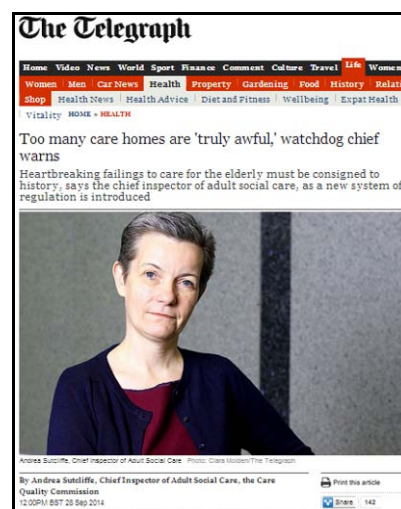 The Telegraph
Home Video News World Sport Finance Comment Culture Travel Life Women
Women Men Car News Health Property Gardening Food History Relat
Shop Health News Health Advice Diet and Fitness Wellbeing Expat Health
Vitality HOME » HEALTH
Too many care homes are 'truly awful,' watchdog chief
warns
Heartbreaking failings to care for the elderly must be consigned to
history, says the chief inspector of adult social care, as a new system of
regulation is introduced
Andrea Sutcliffe, Chief Inspector of Adult Social Care Photo: Clara Molden/The Telegraph
By Andrea Sutcliffe, Chief Inspector of Adult Social Care, the Care
Quality Commission
12:00PM BST 28 Sep 2014
Print this article
Share 142